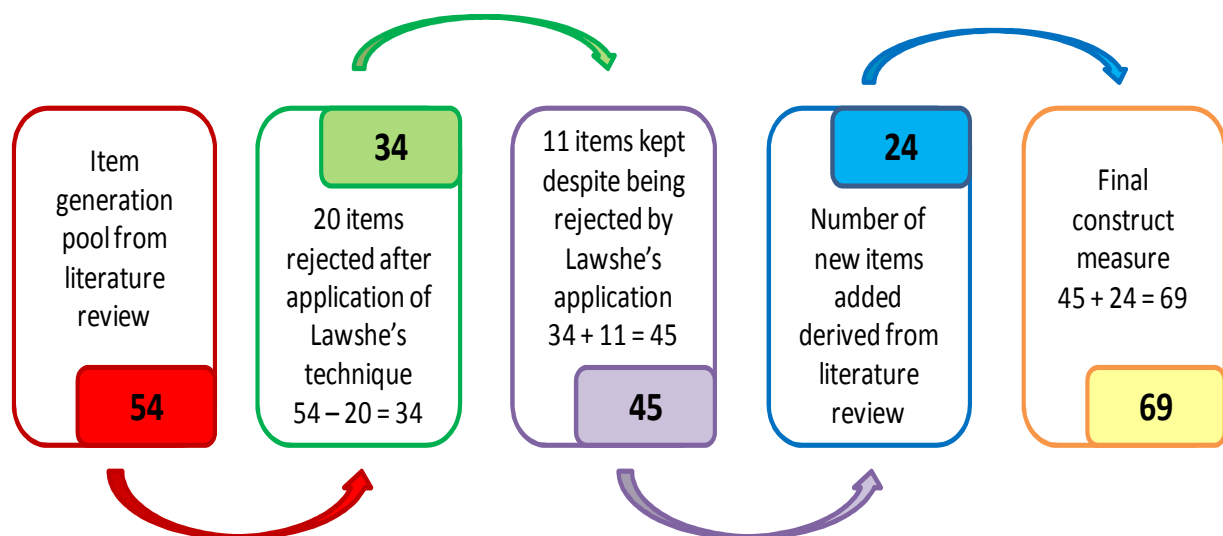 Item
generation
pool from
literature
review
54
34
20 items
rejected after
application of
Lawshe's
technique
54 – 20 = 34
11 items kept
despite being
rejected by
Lawshe's
application
34 + 11 = 45
45
24
Number of
new items
added
derived from
literature
review
Final
construct
measure
45 + 24 = 69
69